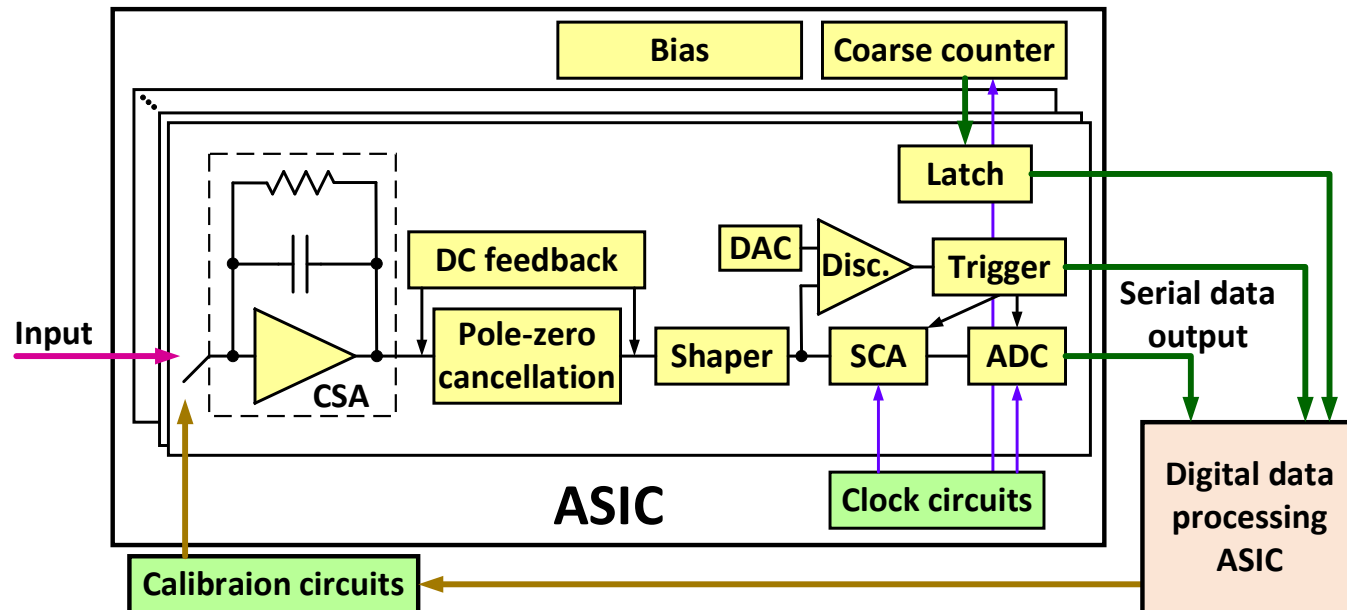 Bias
Coarse counter
Latch
DAC
Disc.
Trigger
DC feedback
Serial data
output
Input
Pole-zero
cancellation
Shaper
SCA
ADC
CSA
Clock circuits
ASIC
Digital data
processing
ASIC
Calibraion circuits